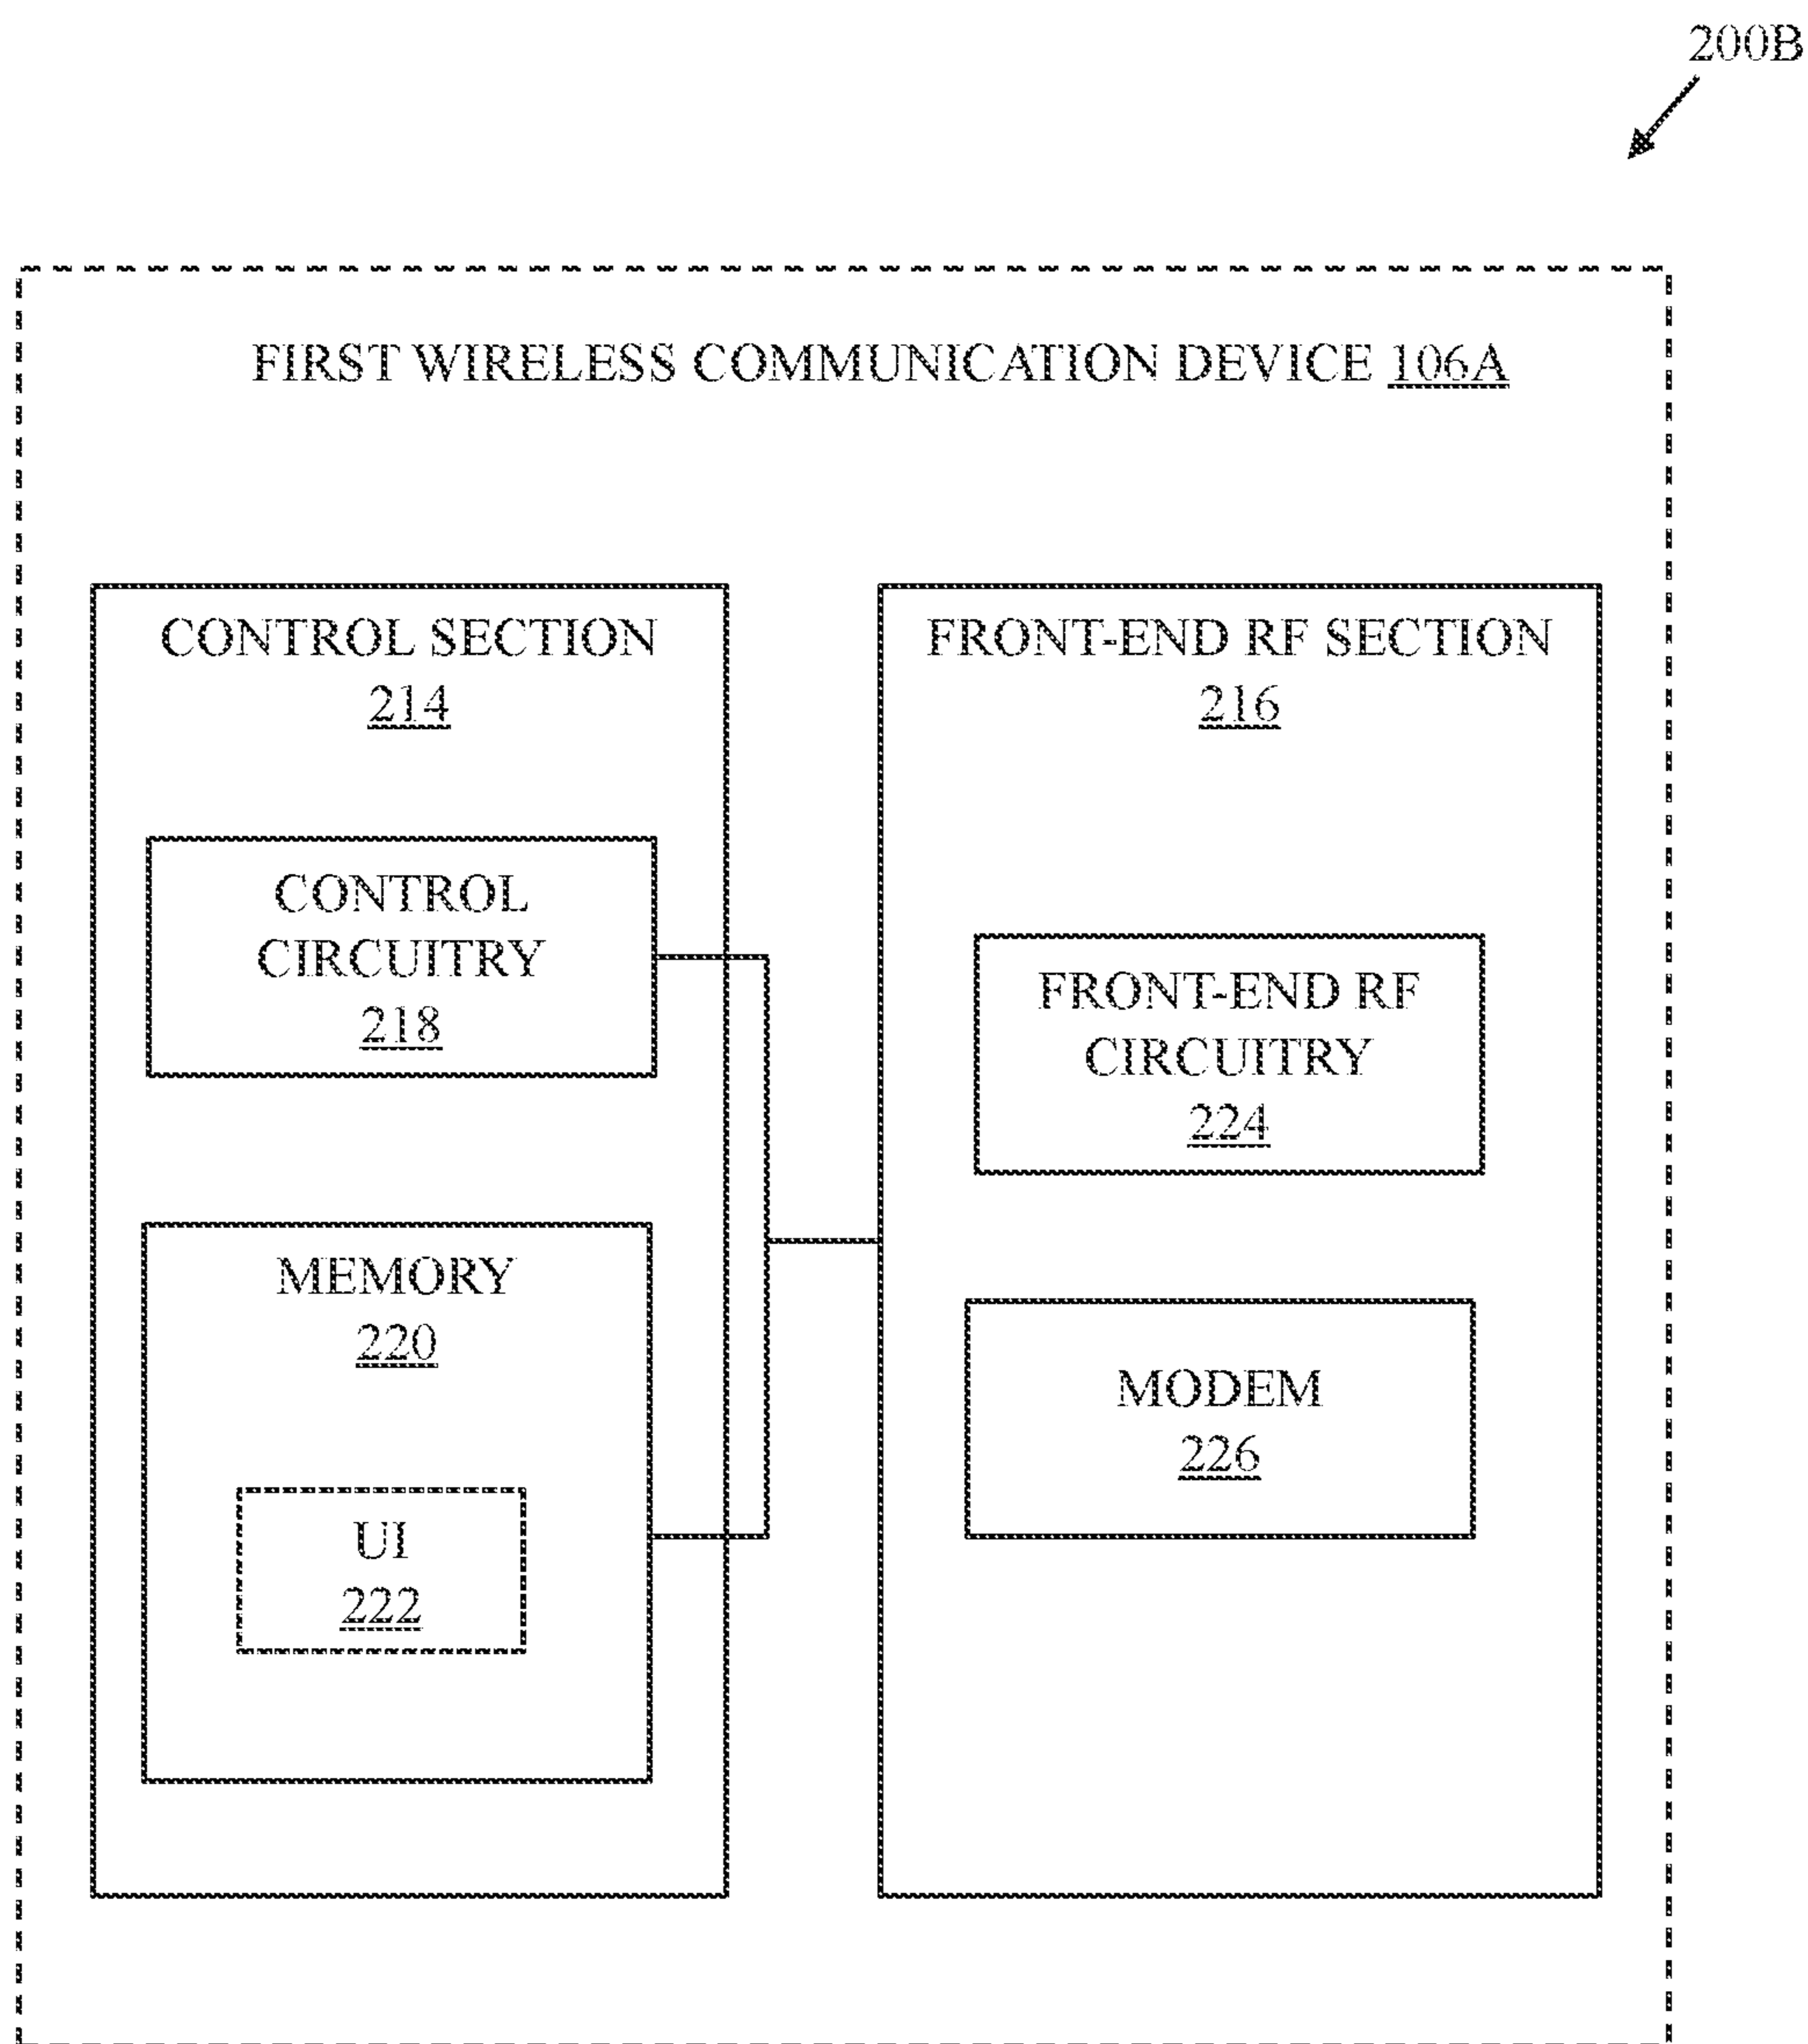 200B
FIRST WIRELESS COMMUNICATION DEVICE 106A
CONTROL SECTION
214
CONTROL
CIRCUITRY
218
MEMORY
220
UI
222
FRONT-END RF SECTION
216
FRONT-END RF
CIRCUITRY
224
MODEM
226